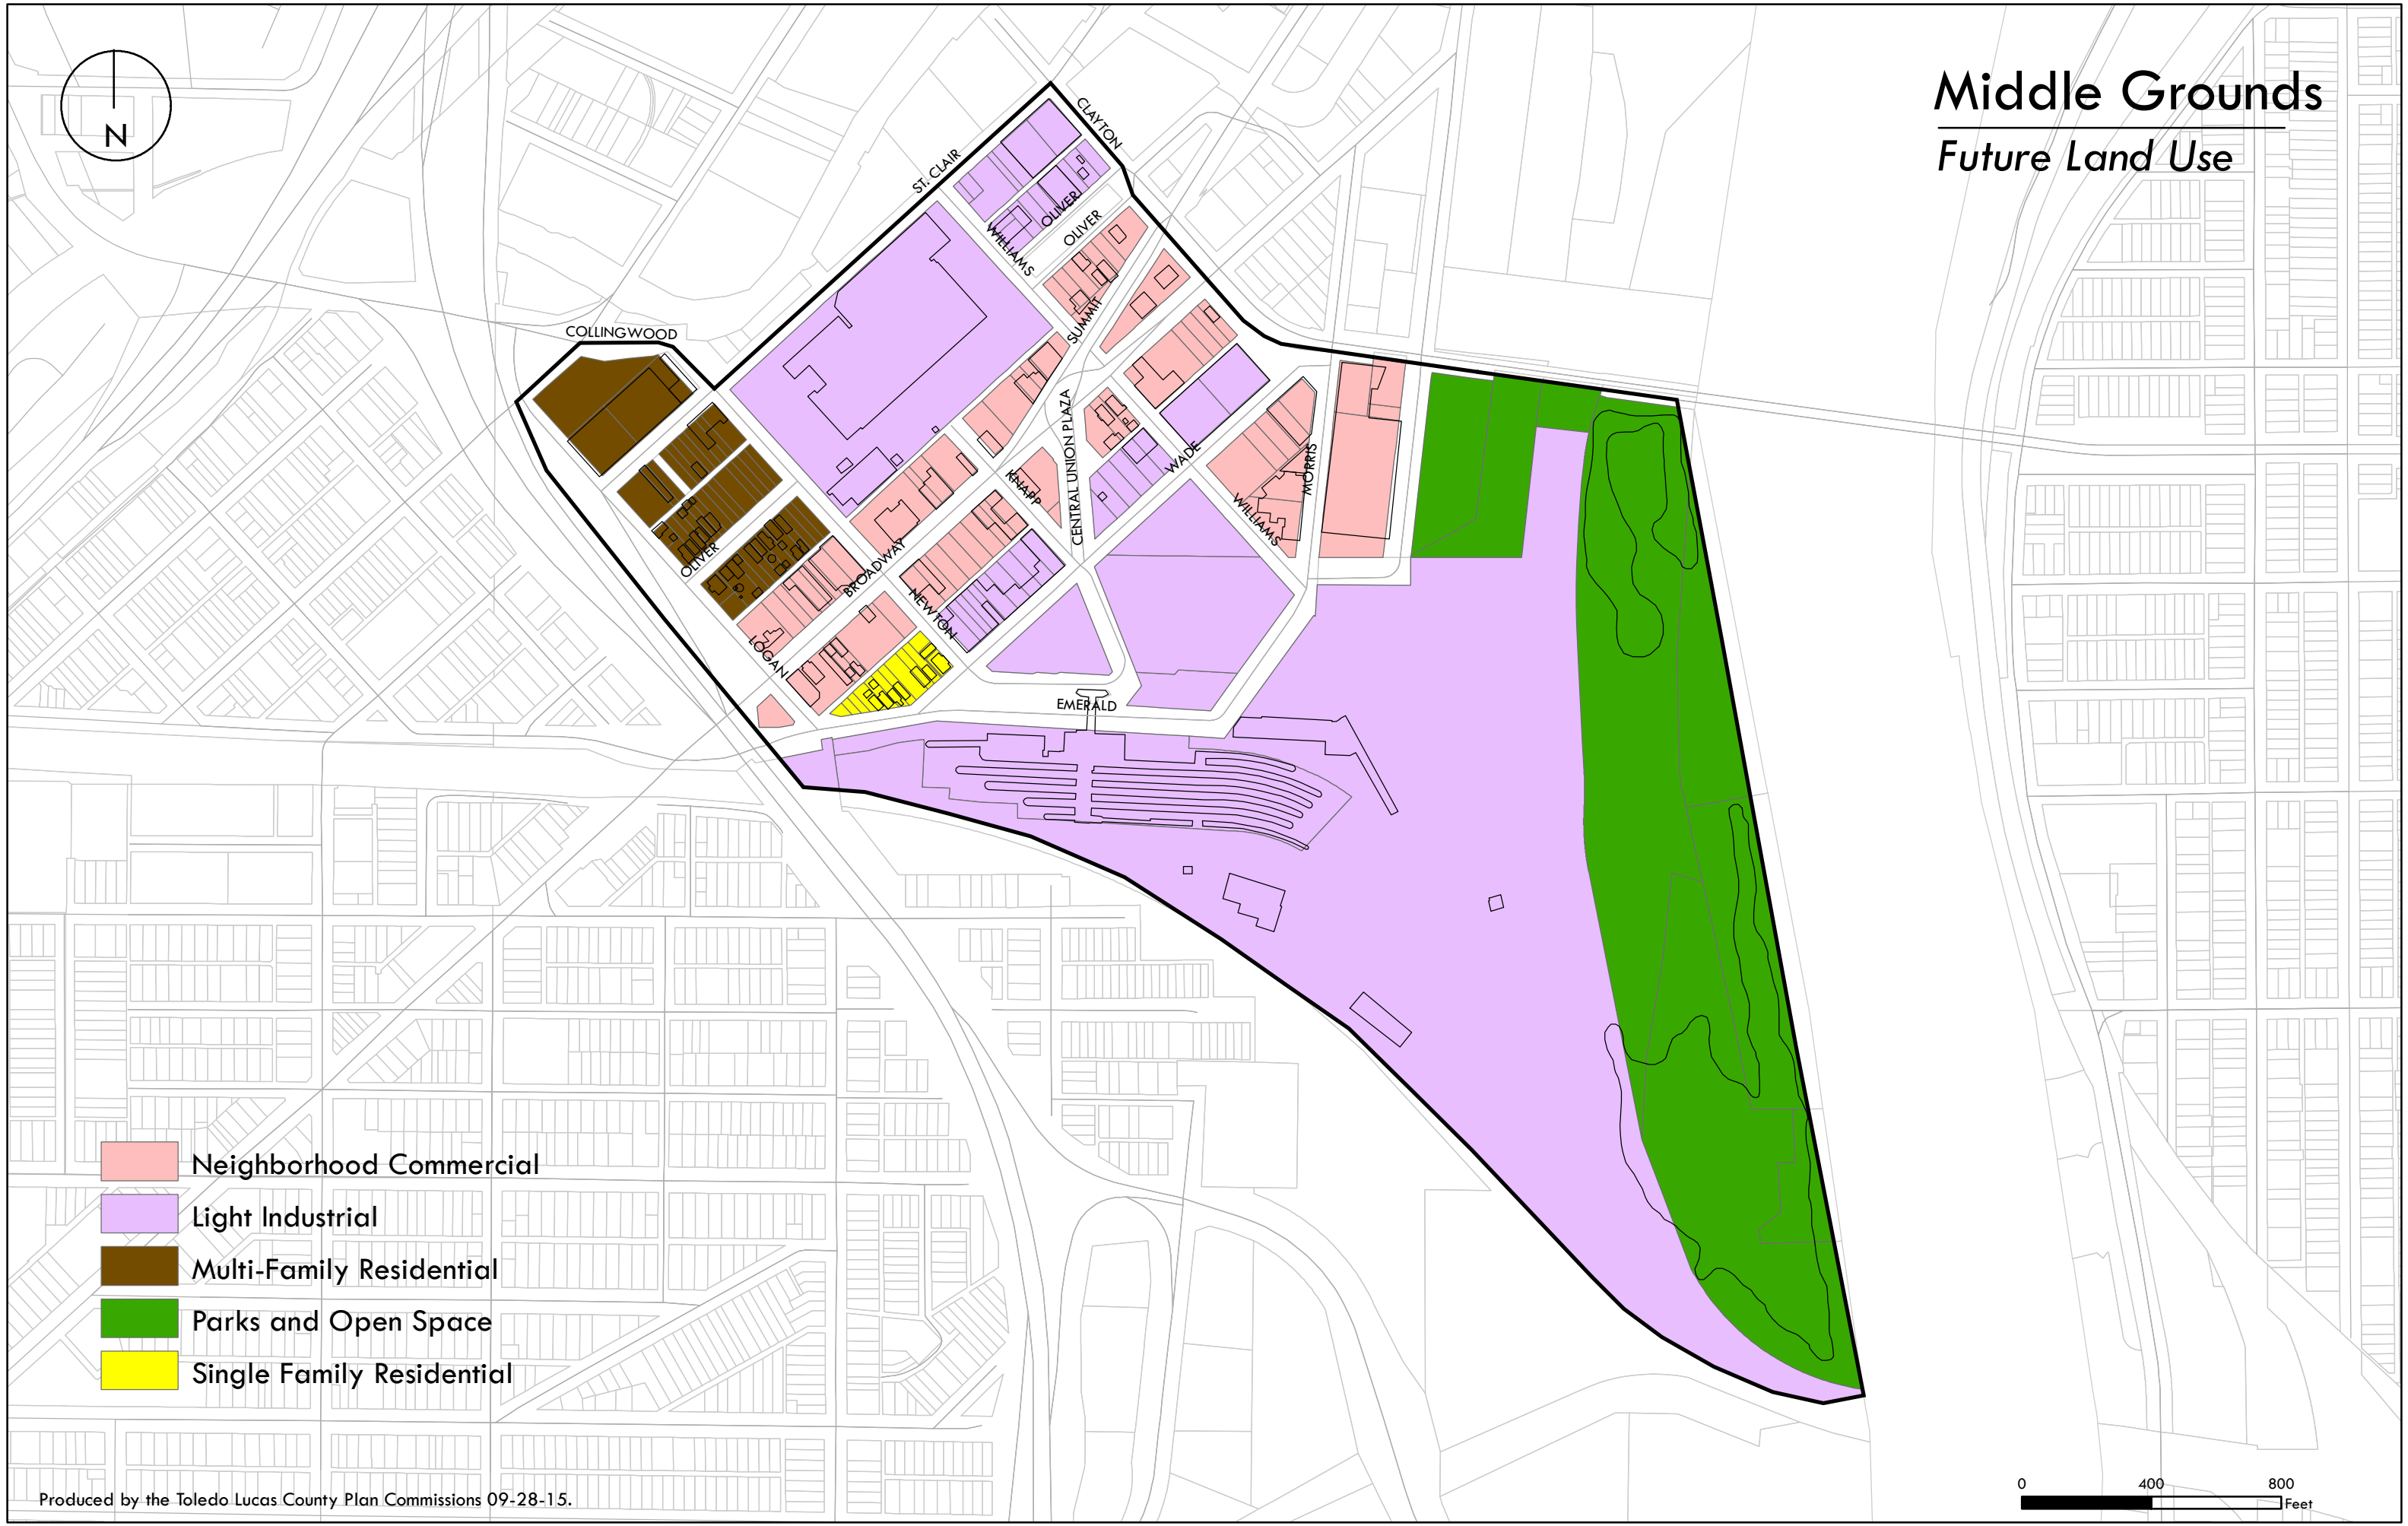 N
Middle Grounds
Future Land Use
CLAYTON
ST. CLAIR
OLIVER
OLIVER
WILLIAMS
SUMMIT
COLLINGWOOD
CENTRAL UNION PLAZA
WADE
MORRIS
KNAPP
WILLIAMS
OLIVER
BROADWAY
NEWTON
LOGAN
EMERALD
Neighborhood Commercial
Light Industrial
Multi-Family Residential
Parks and Open Space
Single Family Residential
Produced by the Toledo Lucas County Plan Commissions 09-28-15.
0 400 800
Feet